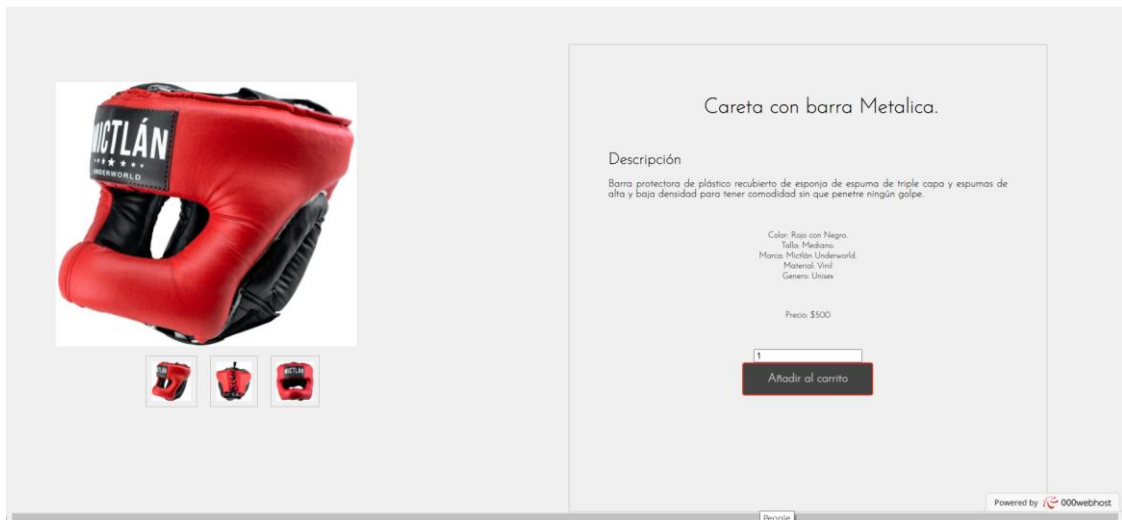 MICTLÁN
UNDERWORLD
Careta con barra Metalica.
Descripción
Barra protectora de plástico recubierto de esponja de espuma de triple capa y espumas de
alta y baja densidad para tener comodidad sin que penetre ningún golpe.
Color: Rojo con Negro.
Talla: Mediano.
Marca: Mictlán Underworld.
Material: Vinil
Genero: Unisex
Precio: $500
1
Añadir al carrito
Powered by 000webhost
People